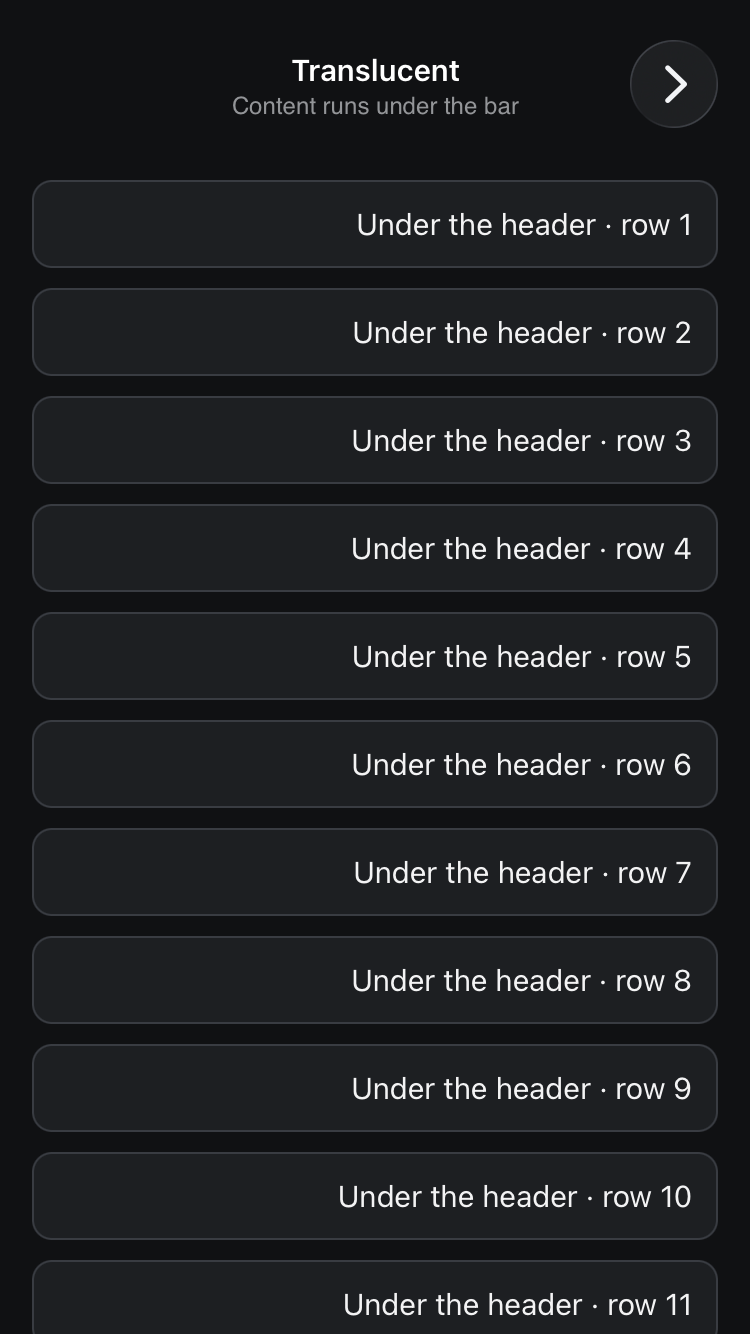 Translucent
Content runs under the bar
Under the header · row 1
Under the header · row 2
Under the header · row 3
Under the header · row 4
Under the header · row 5
Under the header · row 6
Under the header · row 7
Under the header · row 8
Under the header · row 9
Under the header · row 10
Under the header · row 11